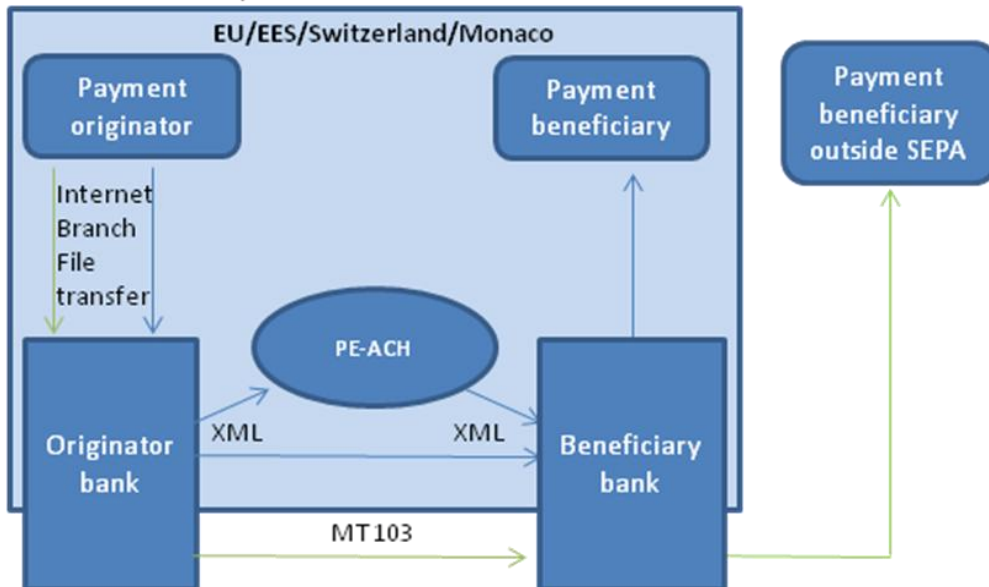 EU/EES/Switzerland/Monaco
Payment
originator
Payment
beneficiary
Payment
beneficiary
outside SEPA
Internet
Branch
File
transfer
PE-ACH
XML
XML
Originator
bank
Beneficiary
bank
MT103